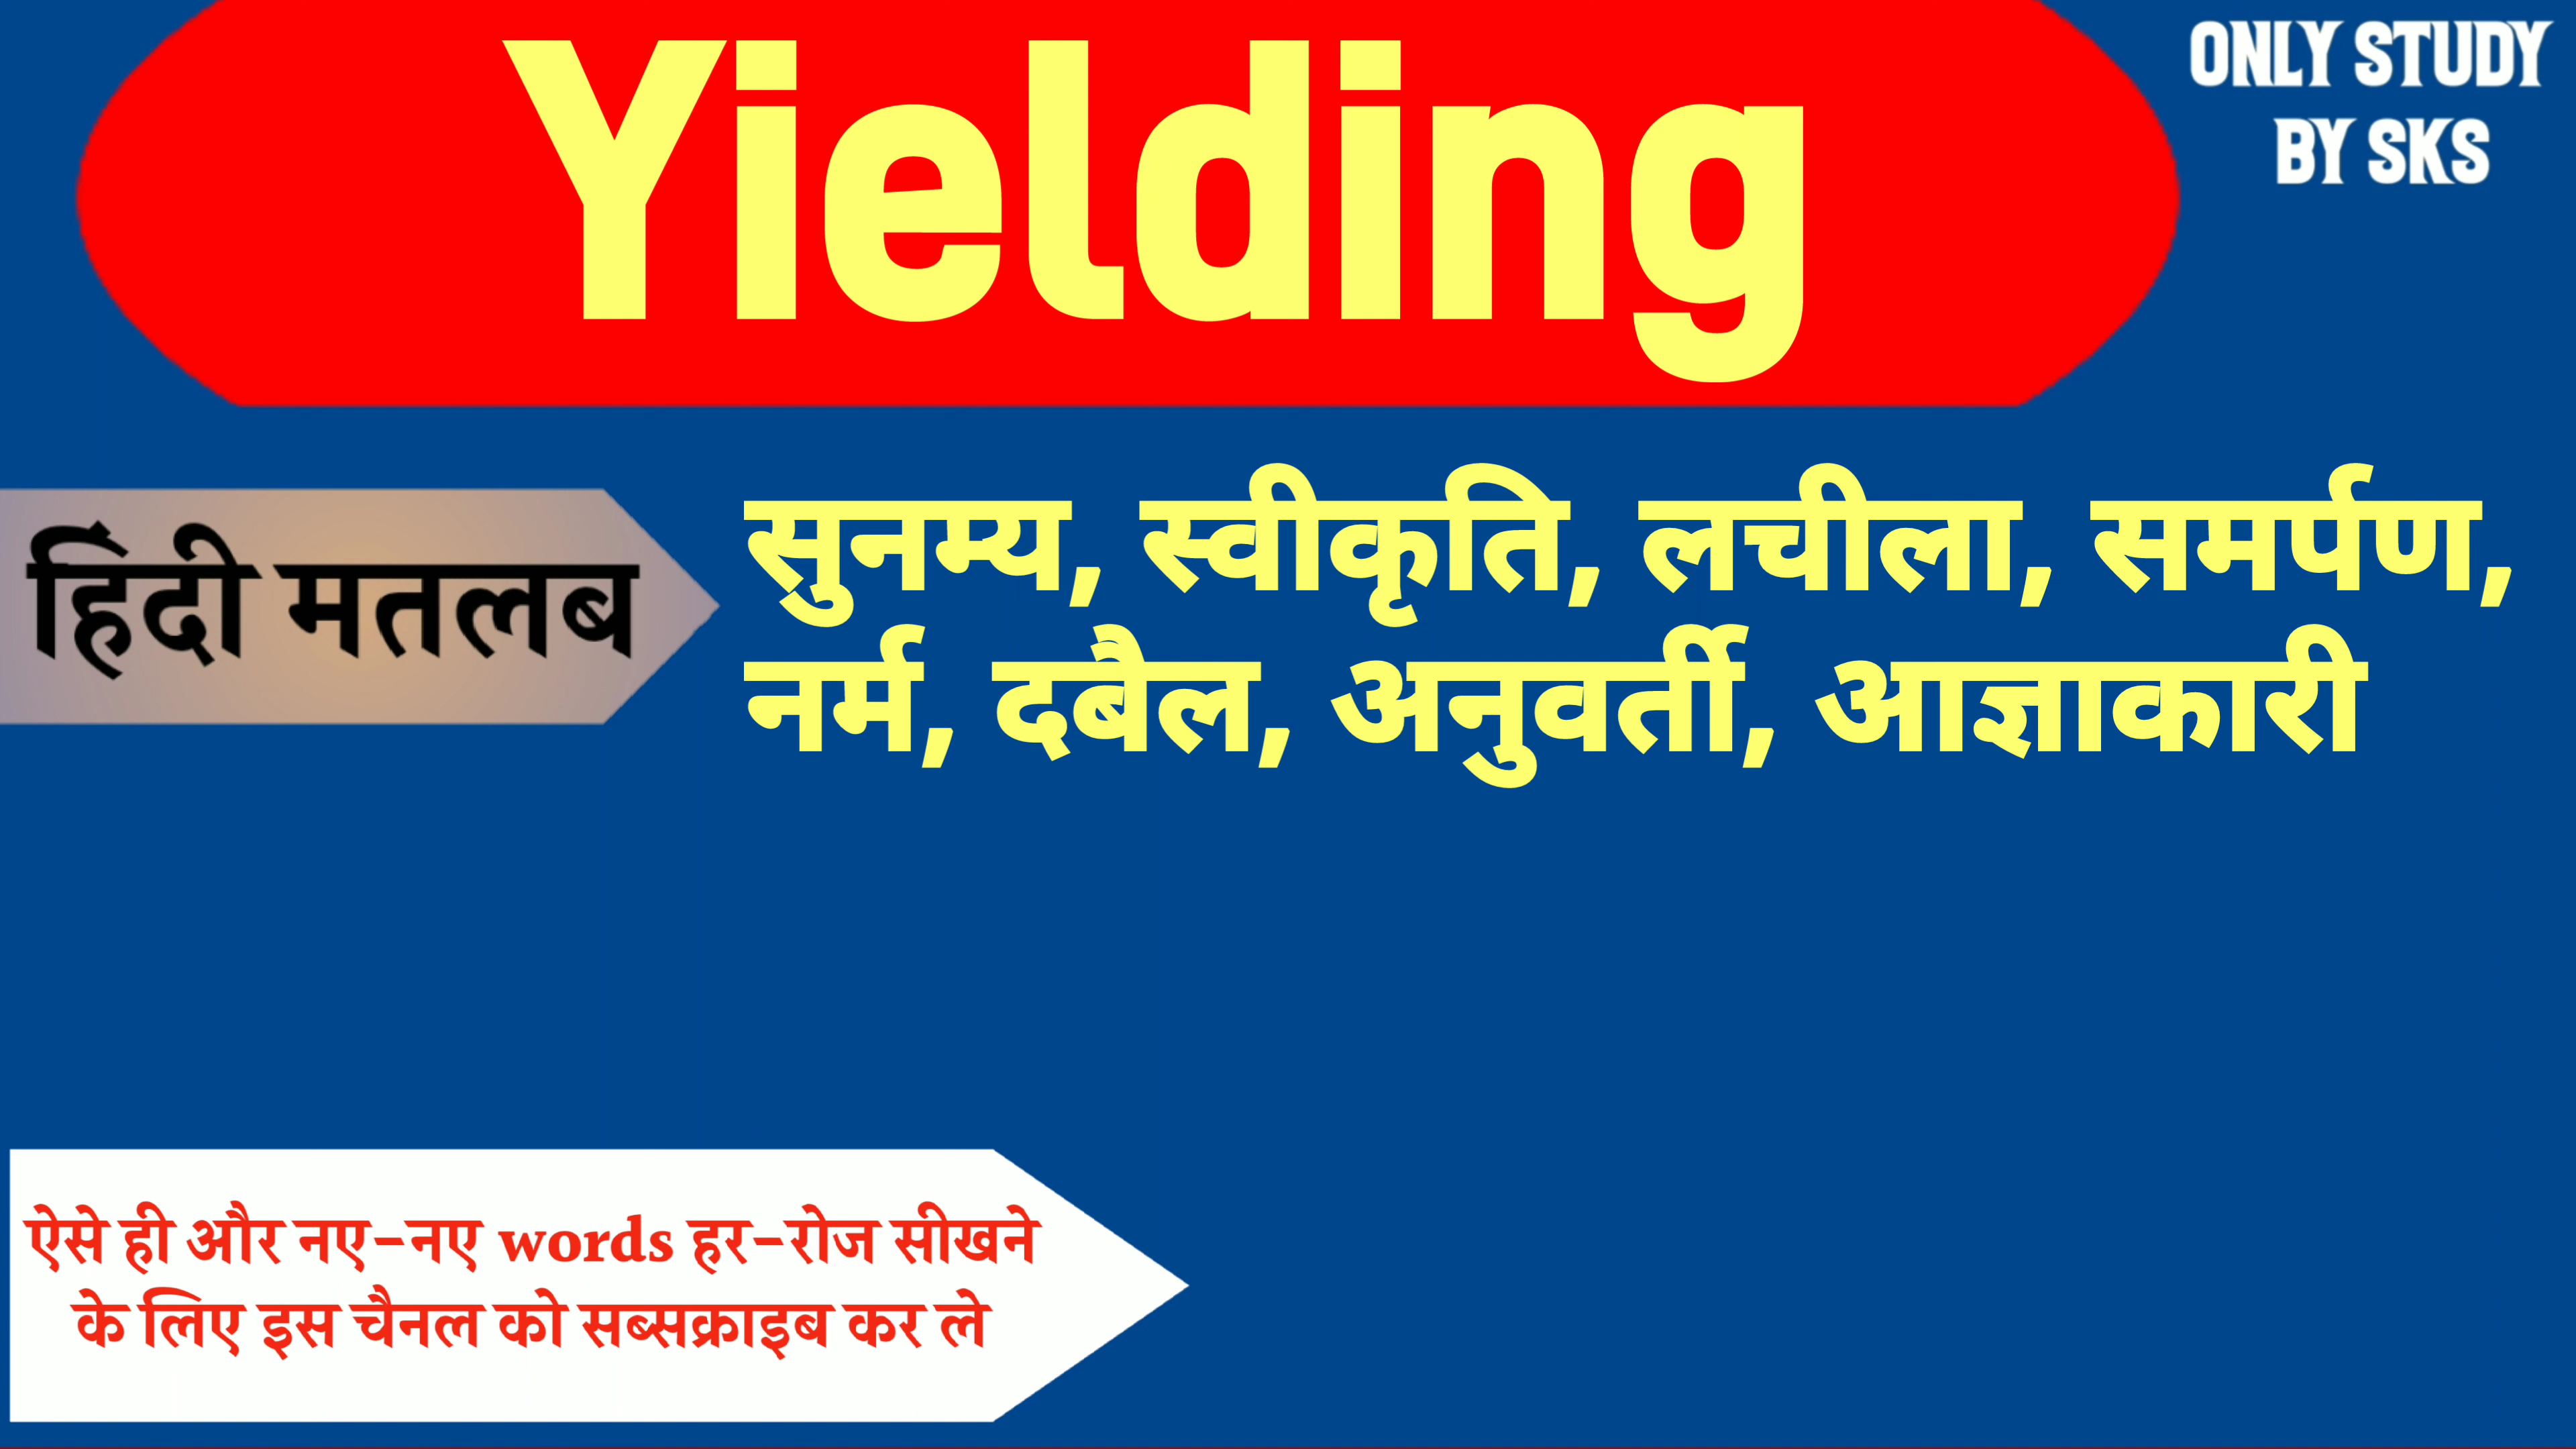 Yielding
ONLY STUDY
BY SKS
हिंदी मतलब
सुनम्य, स्वीकृति, लचीला, समर्पण,
नर्म, दबैल, अनुवर्ती, आज्ञाकारी
ऐसे ही और नए-नए words हर-रोज सीखने
के लिए इस चैनल को सब्सक्राइब कर ले